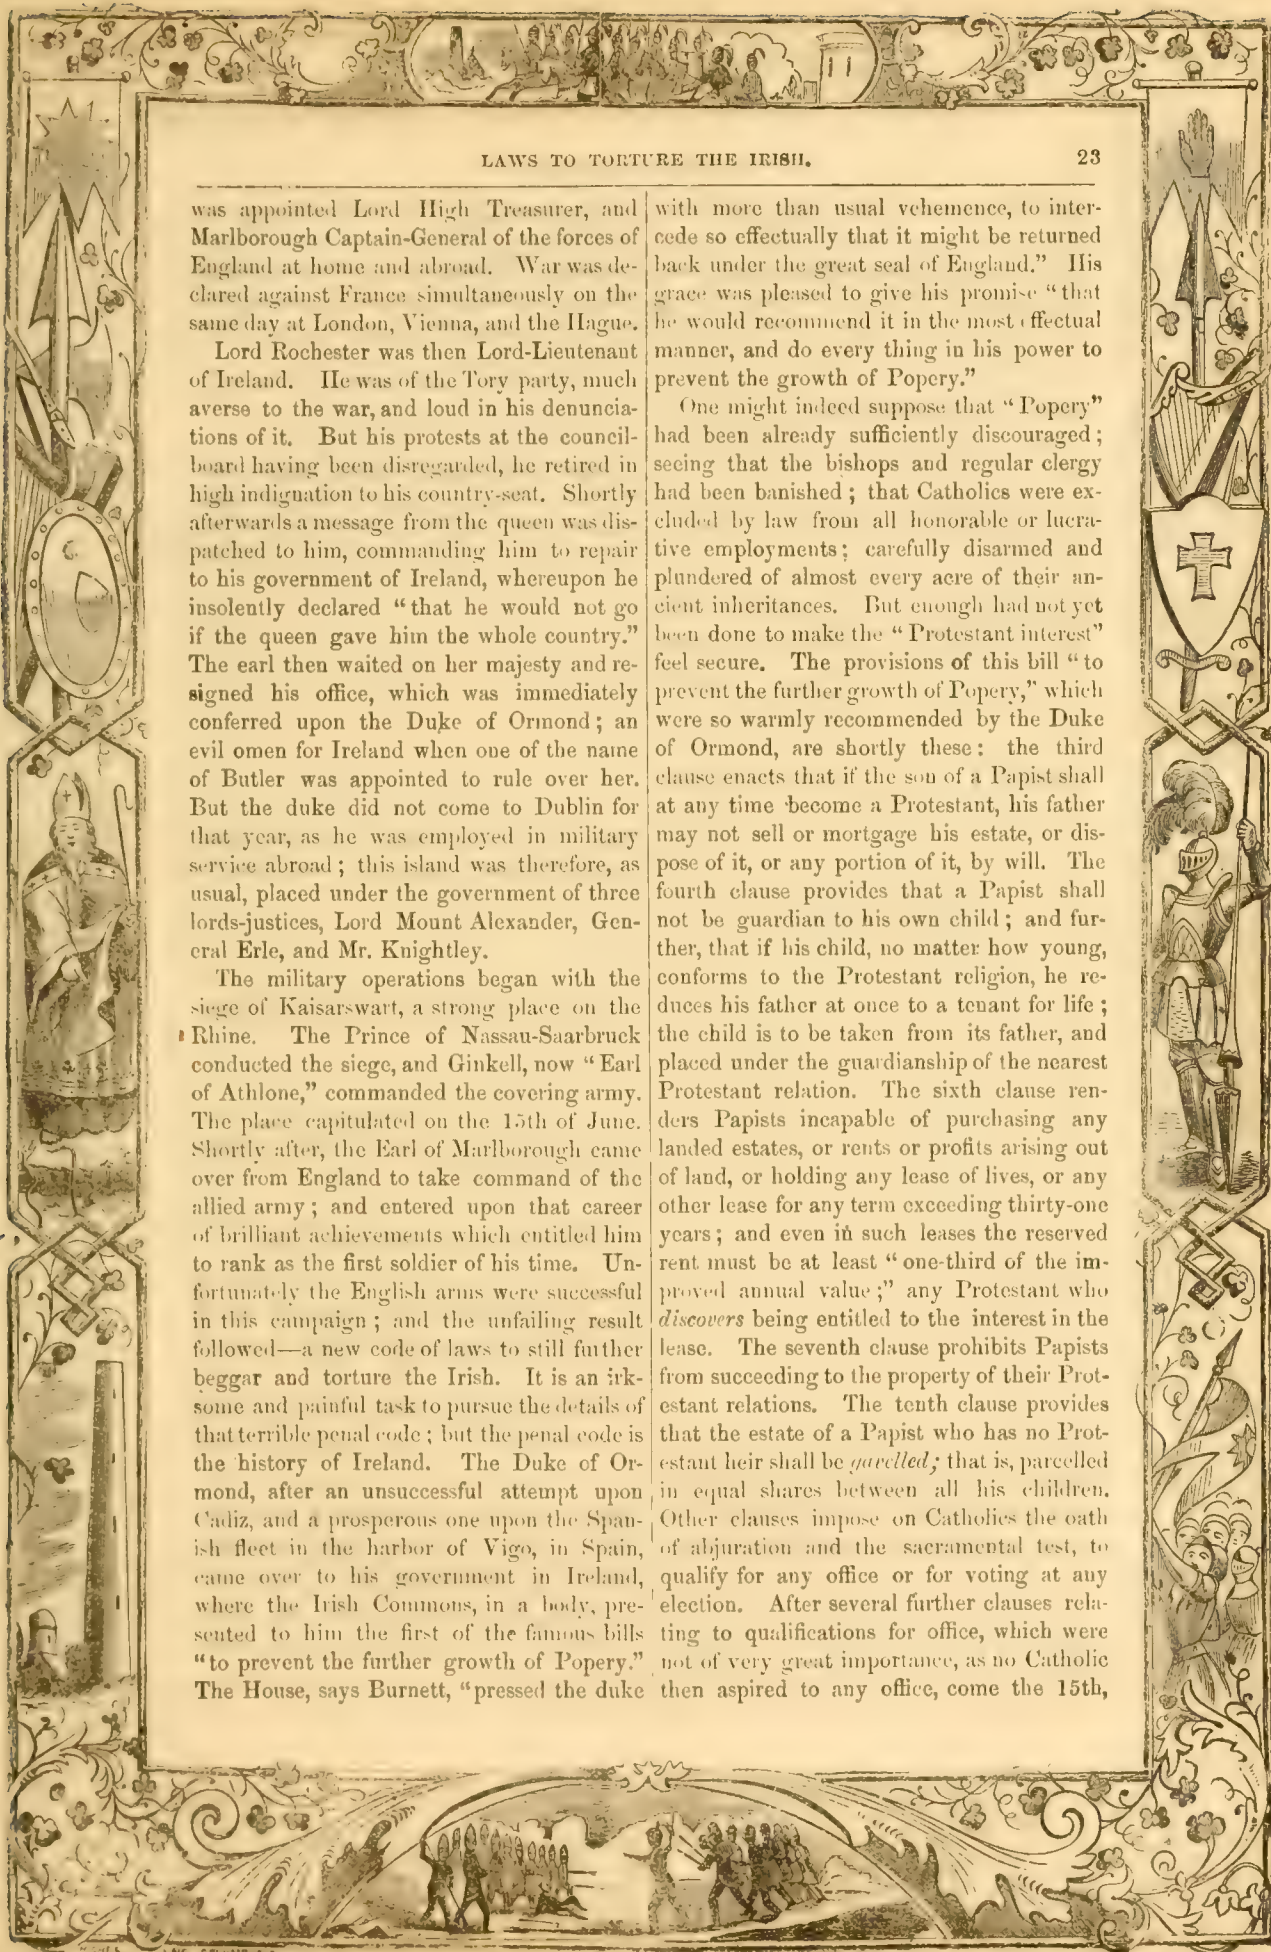 LAWS TO TORTURE THE IRISH. 23
was appointed Lord High Treasurer, and
Marlborough Captain-General of the forces of
England at home and abroad. War was de-
clared against France simultaneously on the
same day at London, Vienna, and the Hague.
Lord Rochester was then Lord-Lieutenant
of Ireland. He was of the Tory party, much
averse to the war, and loud in his denuncia-
tions of it. But his protests at the council-
board having been disregarded, he retired in
high indignation to his country-seat. Shortly
afterwards a message from the queen was dis-
patched to him, commanding him to repair
to his government of Ireland, whereupon he
insolently declared “that he would not go
if the queen gave him the whole country.”
The earl then waited on her majesty and re-
signed his office, which was immediately
conferred upon the Duke of Ormond; an
evil omen for Ireland when one of the name
of Butler was appointed to rule over her.
But the duke did not come to Dublin for
that year, as he was employed in military
service abroad; this island was therefore, as
usual, placed under the government of three
lords-justices, Lord Mount Alexander, Gen-
eral Erle, and Mr. Knightley.
The military operations began with the
siege of Kaisarswart, a strong place on the
Rhine. The Prince of Nassau-Saarbruck
conducted the siege, and Ginkell, now “Earl
of Athlone,” commanded the covering army.
The place capitulated on the 15th of June.
Shortly after, the Earl of Marlborough came
over from England to take command of the
allied army; and entered upon that career
of brilliant achievements which entitled him
to rank as the first soldier of his time. Un-
fortunately the English arms were successful
in this campaign; and the unfailing result
followed—a new code of laws to still further
beggar and torture the Irish. It is an irk-
some and painful task to pursue the details of
that terrible penal code; but the penal code is
the history of Ireland. The Duke of Or-
mond, after an unsuccessful attempt upon
Cadiz, and a prosperous one upon the Span-
ish fleet in the harbor of Vigo, in Spain,
came over to his government in Ireland,
where the Irish Commons, in a body, pre-
sented to him the first of the famous bills
“to prevent the further growth of Popery.”
The House, says Burnett, “pressed the duke
with more than usual vehemence, to inter-
cede so effectually that it might be returned
back under the great seal of England.” His
grace was pleased to give his promise “that
he would recommend it in the most effectual
manner, and do every thing in his power to
prevent the growth of Popery.”
One might indeed suppose that “Popery”
had been already sufficiently discouraged;
seeing that the bishops and regular clergy
had been banished; that Catholics were ex-
cluded by law from all honorable or lucra-
tive employments; carefully disarmed and
plundered of almost every acre of their an-
cient inheritances. But enough had not yet
been done to make the “Protestant interest”
feel secure. The provisions of this bill “to
prevent the further growth of Popery,” which
were so warmly recommended by the Duke
of Ormond, are shortly these: the third
clause enacts that if the son of a Papist shall
at any time become a Protestant, his father
may not sell or mortgage his estate, or dis-
pose of it, or any portion of it, by will. The
fourth clause provides that a Papist shall
not be guardian to his own child; and fur-
ther, that if his child, no matter how young,
conforms to the Protestant religion, he re-
duces his father at once to a tenant for life;
the child is to be taken from its father, and
placed under the guardianship of the nearest
Protestant relation. The sixth clause ren-
ders Papists incapable of purchasing any
landed estates, or rents or profits arising out
of land, or holding any lease of lives, or any
other lease for any term exceeding thirty-one
years; and even in such leases the reserved
rent must be at least “one-third of the im-
proved annual value;” any Protestant who
discovers being entitled to the interest in the
lease. The seventh clause prohibits Papists
from succeeding to the property of their Prot-
estant relations. The tenth clause provides
that the estate of a Papist who has no Prot-
estant heir shall be gavelled; that is, parcelled
in equal shares between all his children.
Other clauses impose on Catholics the oath
of abjuration and the sacramental test, to
qualify for any office or for voting at any
election. After several further clauses rela-
ting to qualifications for office, which were
not of very great importance, as no Catholic
then aspired to any office, come the 15th,